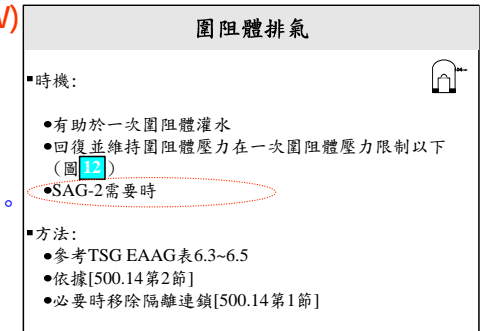 V)
圍阻體排氣
▪時機:
●有助於一次圍阻體灌水
●回復並維持圍阻體壓力在一次圍阻體壓力限制以下
(圖12)
●SAG-2需要時
。
▪方法:
●參考TSG EAAG表6.3~6.5
●依據[500.14第2節]
●必要時移除隔離連鎖[500.14第1節]